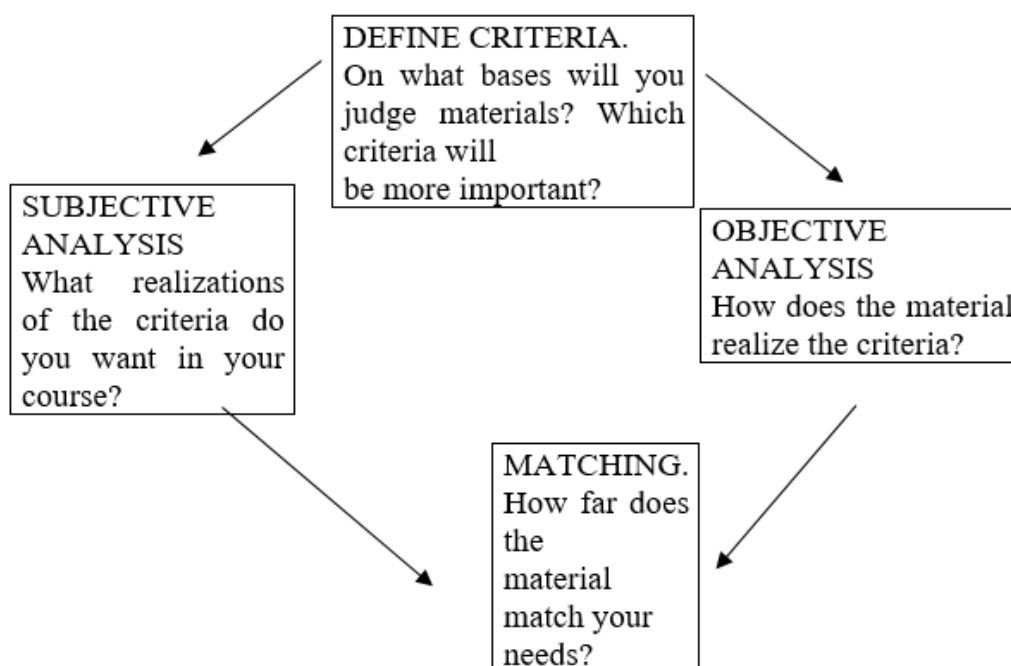 DEFINE CRITERIA.
On what bases will you
judge materials? Which
criteria will
be more important?
SUBJECTIVE
ANALYSIS
What realizations
of the criteria do
you want in your
course?
OBJECTIVE
ANALYSIS
How does the material
realize the criteria?
MATCHING.
How far does
the
material
match your
needs?